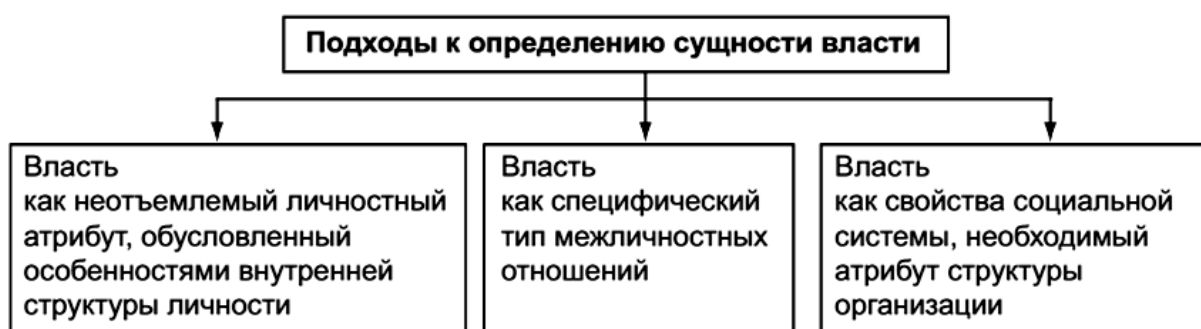 Подходы к определению сущности власти
Власть
как неотъемлемый личностный
атрибут, обусловленный
особенностями внутренней
структуры личности
Власть
как специфический
тип межличностных
отношений
Власть
как свойства социальной
системы, необходимый
атрибут структуры
организации